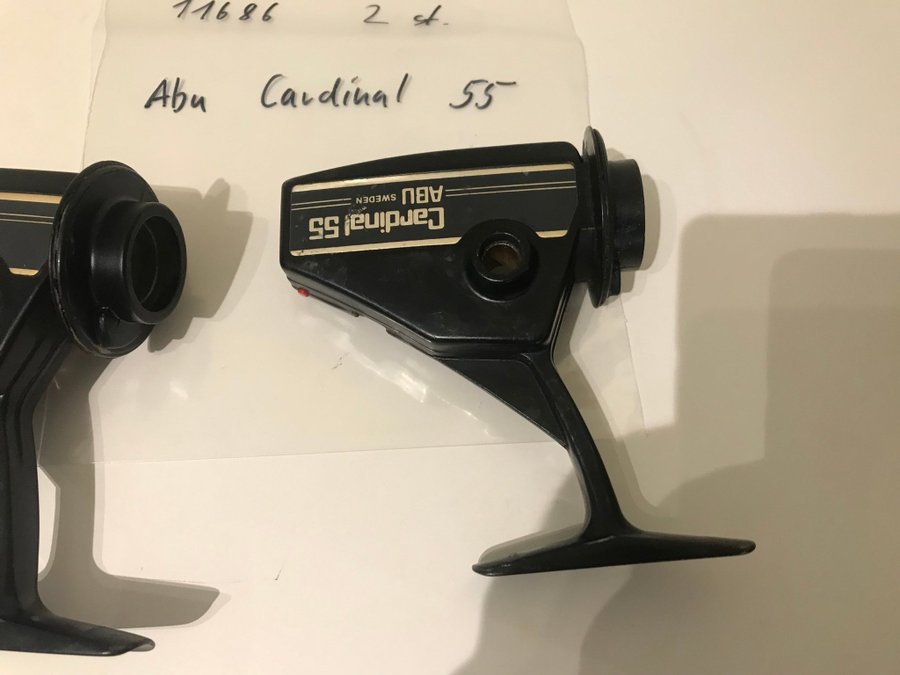 11686 2 st.
Abu Cardinal 55
Cardinal 55
ABU SWEDEN